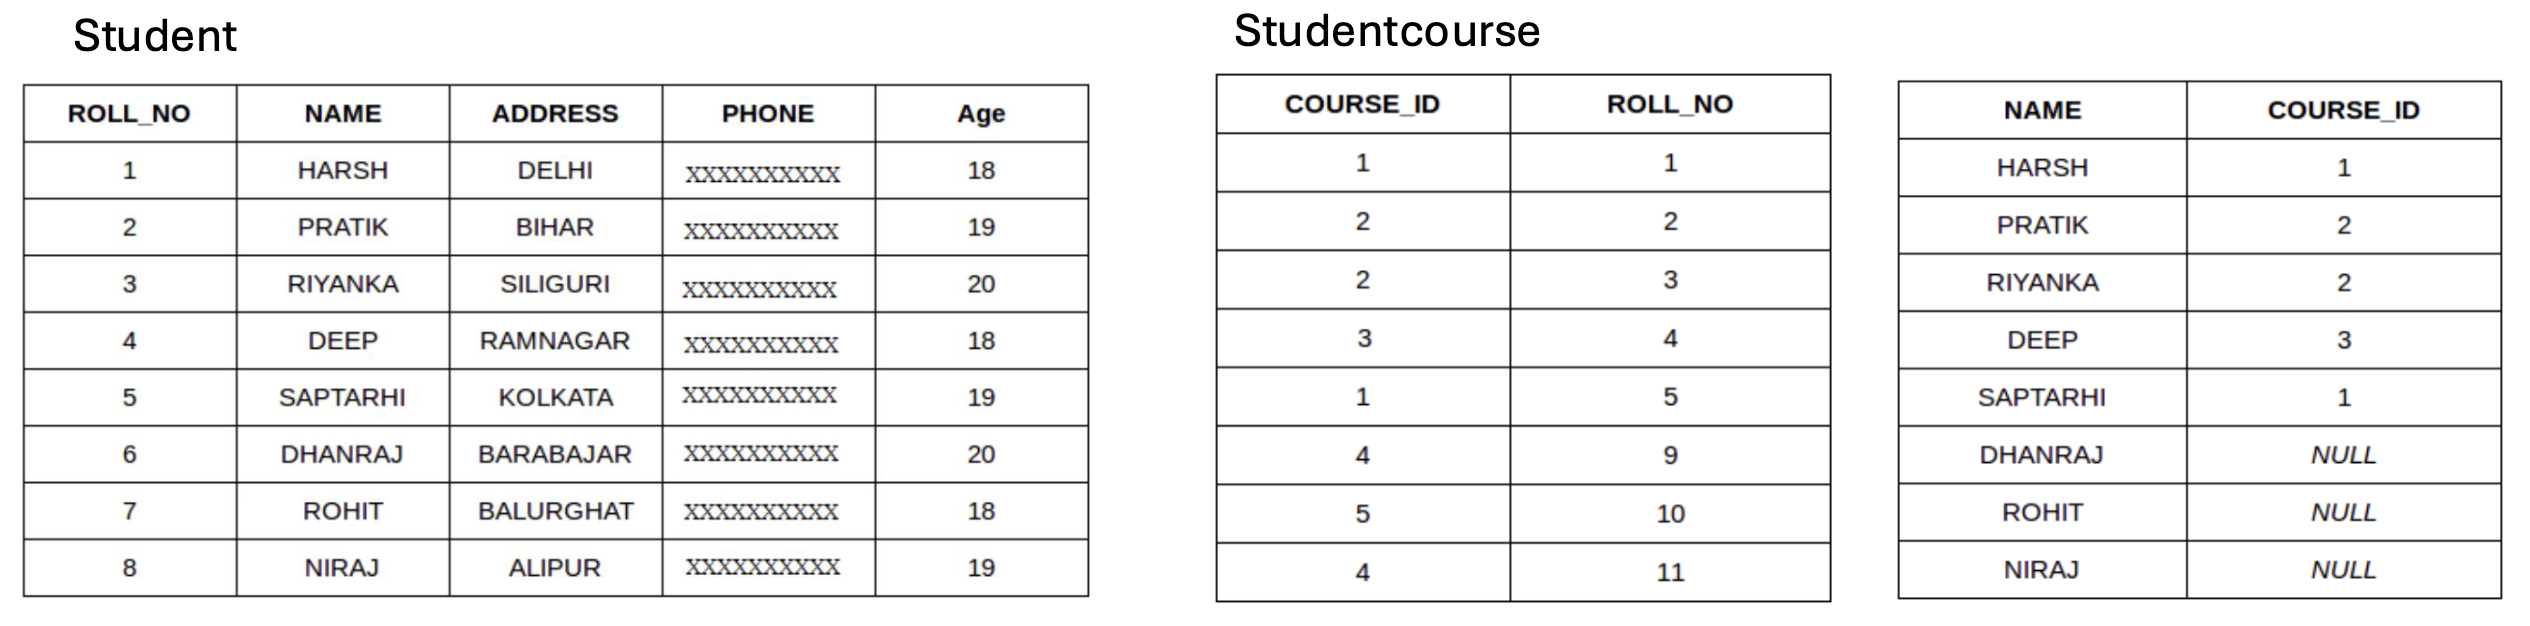 Student
ROLL_NO NAME ADDRESS PHONE Age
1 HARSH DELHI XXXXXXXXXX 18
2 PRATIK BIHAR XXXXXXXXXX 19
3 RIYANKA SILIGURI XXXXXXXXXX 20
4 DEEP RAMNAGAR XXXXXXXXXX 18
5 SAPTARHI KOLKATA XXXXXXXXXX 19
6 DHANRAJ BARABAJAR XXXXXXXXXX 20
7 ROHIT BALURGHAT XXXXXXXXXX 18
8 NIRAJ ALIPUR XXXXXXXXXX 19
Studentcourse
COURSE_ID ROLL_NO
1 1
2 2
2 3
3 4
1 5
4 9
5 10
4 11
NAME COURSE_ID
HARSH 1
PRATIK 2
RIYANKA 2
DEEP 3
SAPTARHI 1
DHANRAJ NULL
ROHIT NULL
NIRAJ NULL